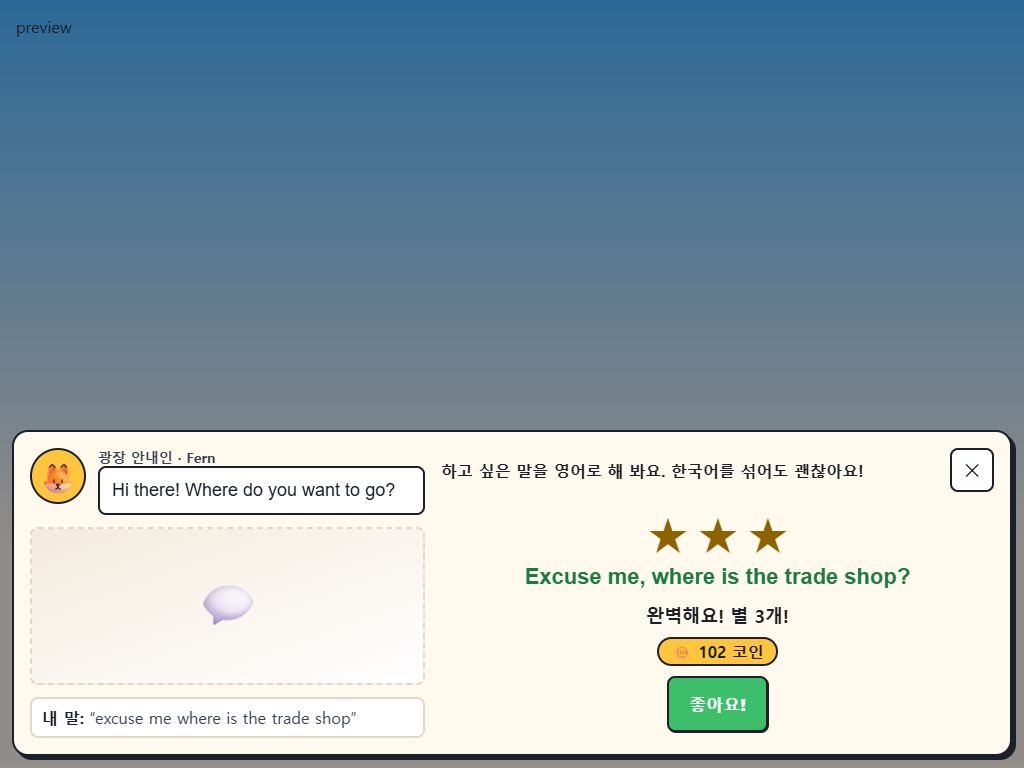 preview
광장 안내인 · Fern
Hi there! Where do you want to go?
내 말: “excuse me where is the trade shop”
하고 싶은 말을 영어로 해 봐요. 한국어를 섞어도 괜찮아요!
Excuse me, where is the trade shop?
완벽해요! 별 3개!
102 코인
좋아요!